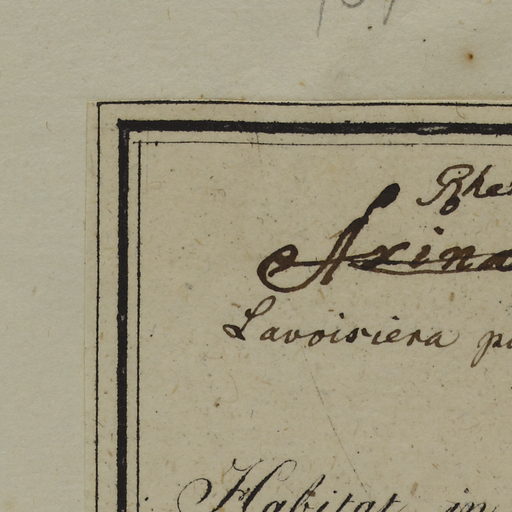 Rhe
Axina
Lavoisiera p
Habitat in